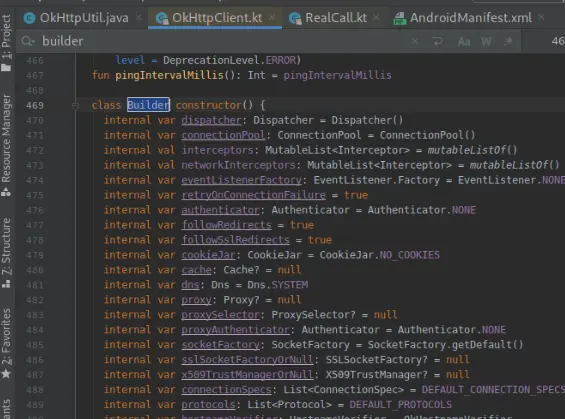 OkHttpUtil.java × OkHttpClient.kt × RealCall.kt × AndroidManifest.xml ×
builder × Aa W .* 46
1: Project
Resource Manager
7: Structure
2: Favorites
466 level = DeprecationLevel.ERROR)
467 fun pingIntervalMillis(): Int = pingIntervalMillis
468
469 class Builder constructor() {
470 internal var dispatcher: Dispatcher = Dispatcher()
471 internal var connectionPool: ConnectionPool = ConnectionPool()
472 internal val interceptors: MutableList<Interceptor> = mutableListOf()
473 internal val networkInterceptors: MutableList<Interceptor> = mutableListOf()
474 internal var eventListenerFactory: EventListener.Factory = EventListener.NONE
475 internal var retryOnConnectionFailure = true
476 internal var authenticator: Authenticator = Authenticator.NONE
477 internal var followRedirects = true
478 internal var followSslRedirects = true
479 internal var cookieJar: CookieJar = CookieJar.NO_COOKIES
480 internal var cache: Cache? = null
481 internal var dns: Dns = Dns.SYSTEM
482 internal var proxy: Proxy? = null
483 internal var proxySelector: ProxySelector? = null
484 internal var proxyAuthenticator: Authenticator = Authenticator.NONE
485 internal var socketFactory: SocketFactory = SocketFactory.getDefault()
486 internal var sslSocketFactoryOrNull: SSLSocketFactory? = null
487 internal var x509TrustManagerOrNull: X509TrustManager? = null
488 internal var connectionSpecs: List<ConnectionSpec> = DEFAULT_CONNECTION_SPECS
489 internal var protocols: List<Protocol> = DEFAULT_PROTOCOLS